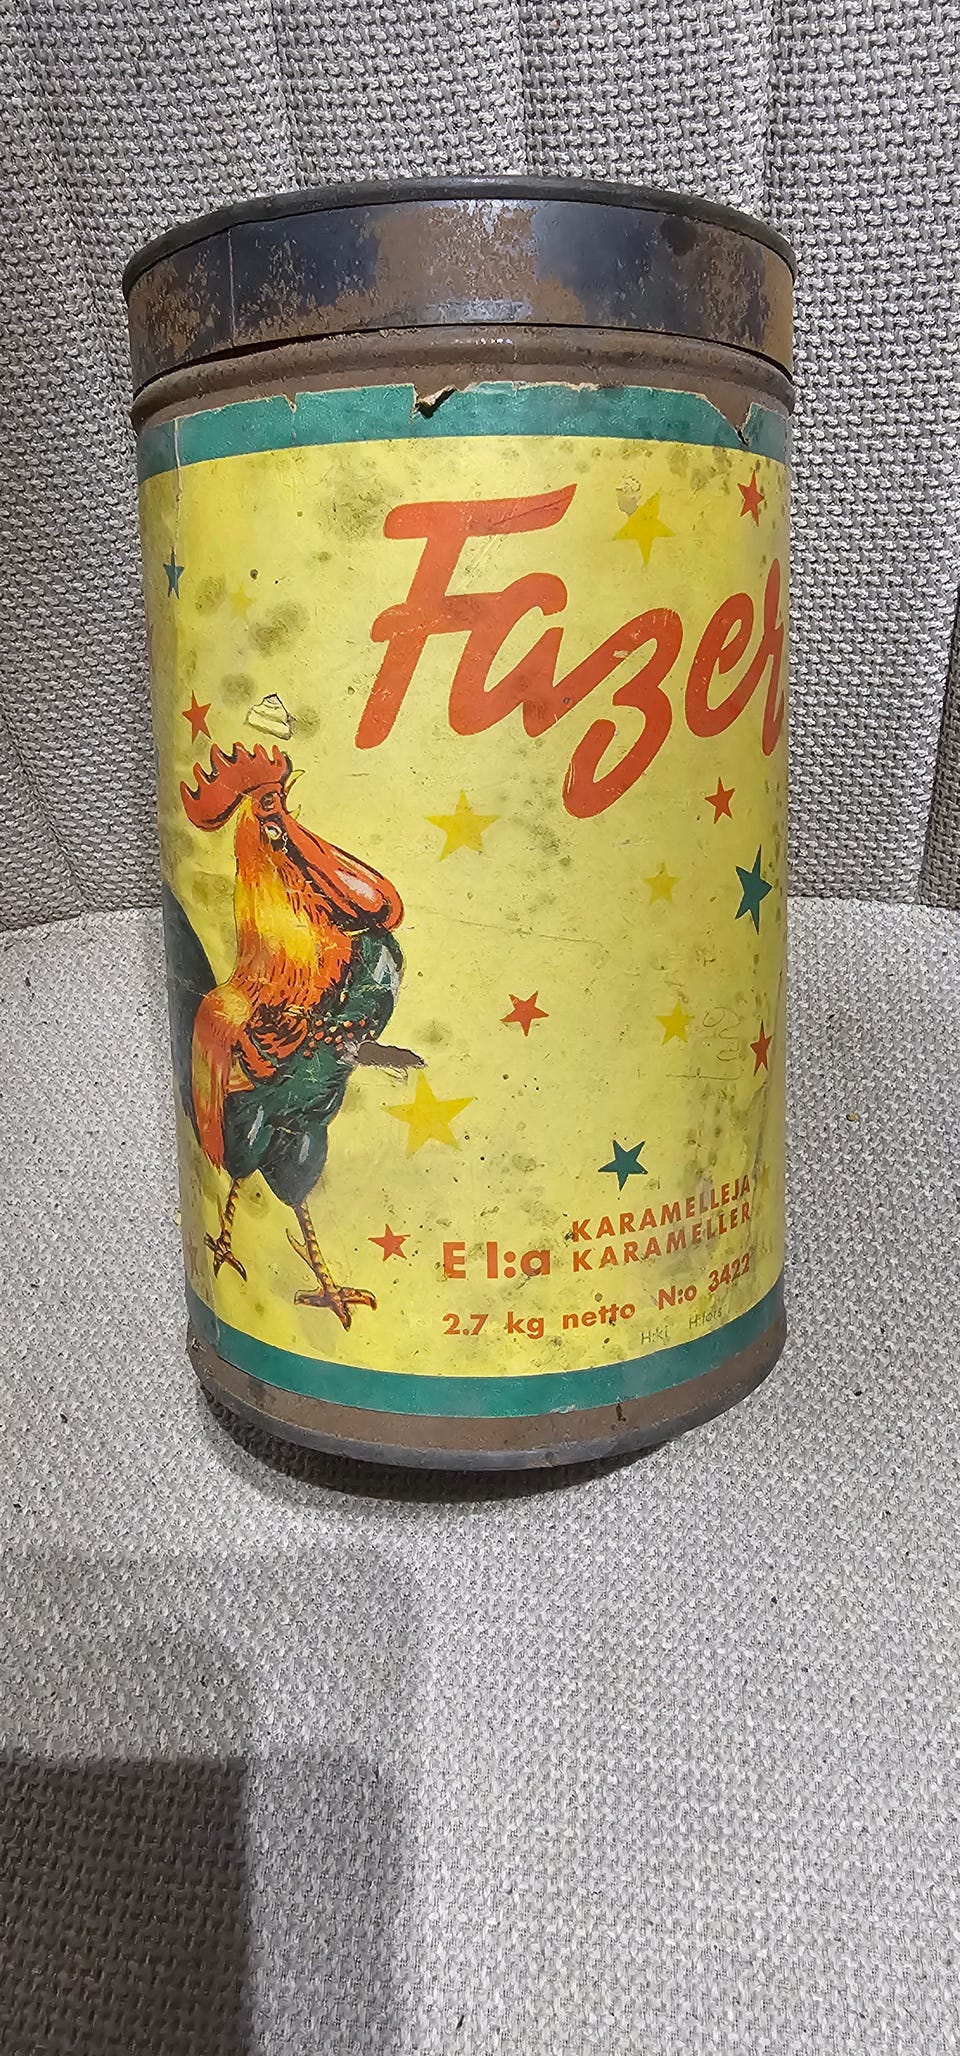 Fazer
E l:a KARAMELLEJA
KARAMELLER
2.7 kg netto N:o 3422
H:ki H:fors